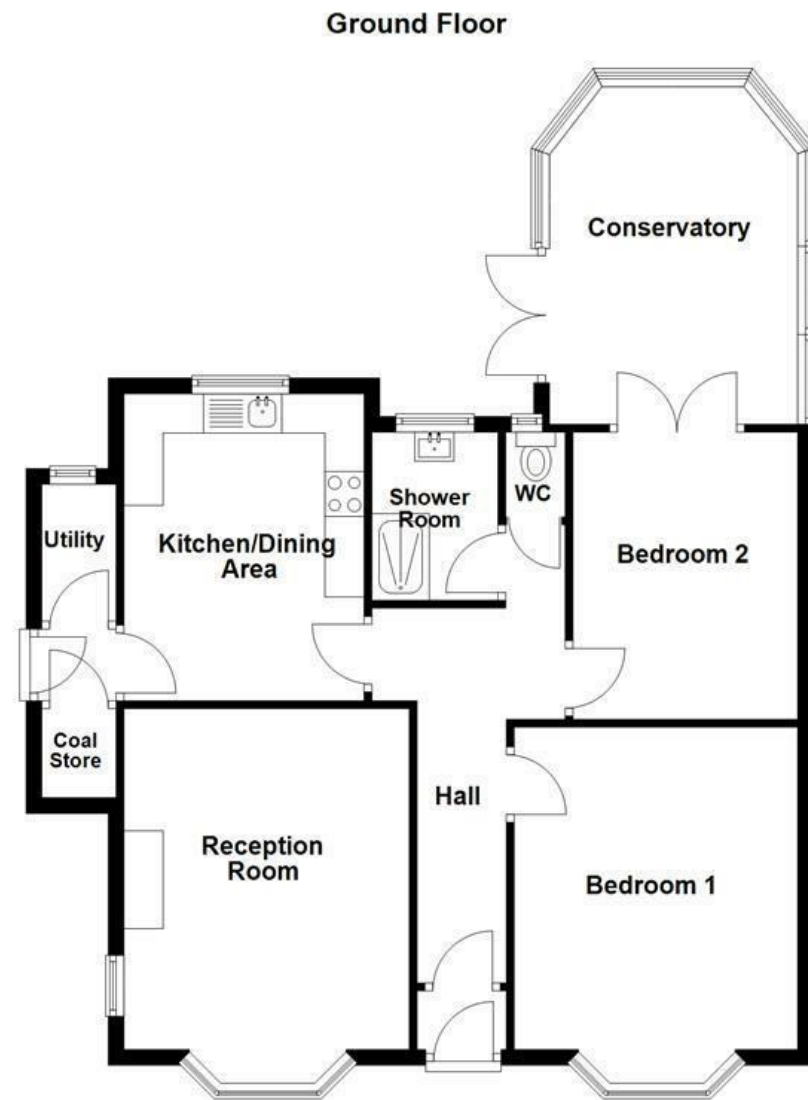 Ground Floor
Conservatory
Shower
Room
WC
Utility
Kitchen/Dining
Area
Bedroom 2
Coal
Store
Hall
Reception
Room
Bedroom 1